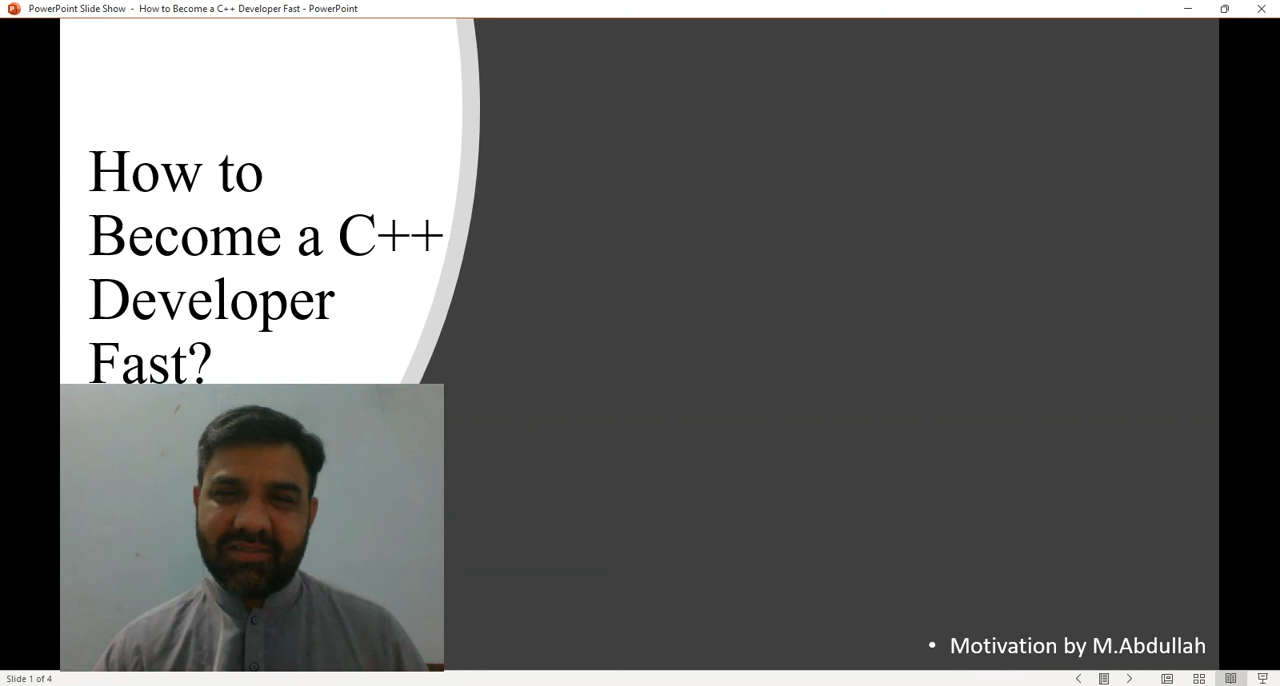 PowerPoint Slide Show - How to Become a C++ Developer Fast - PowerPoint
How to
Become a C++
Developer
Fast?
• Motivation by M.Abdullah
Slide 1 of 4